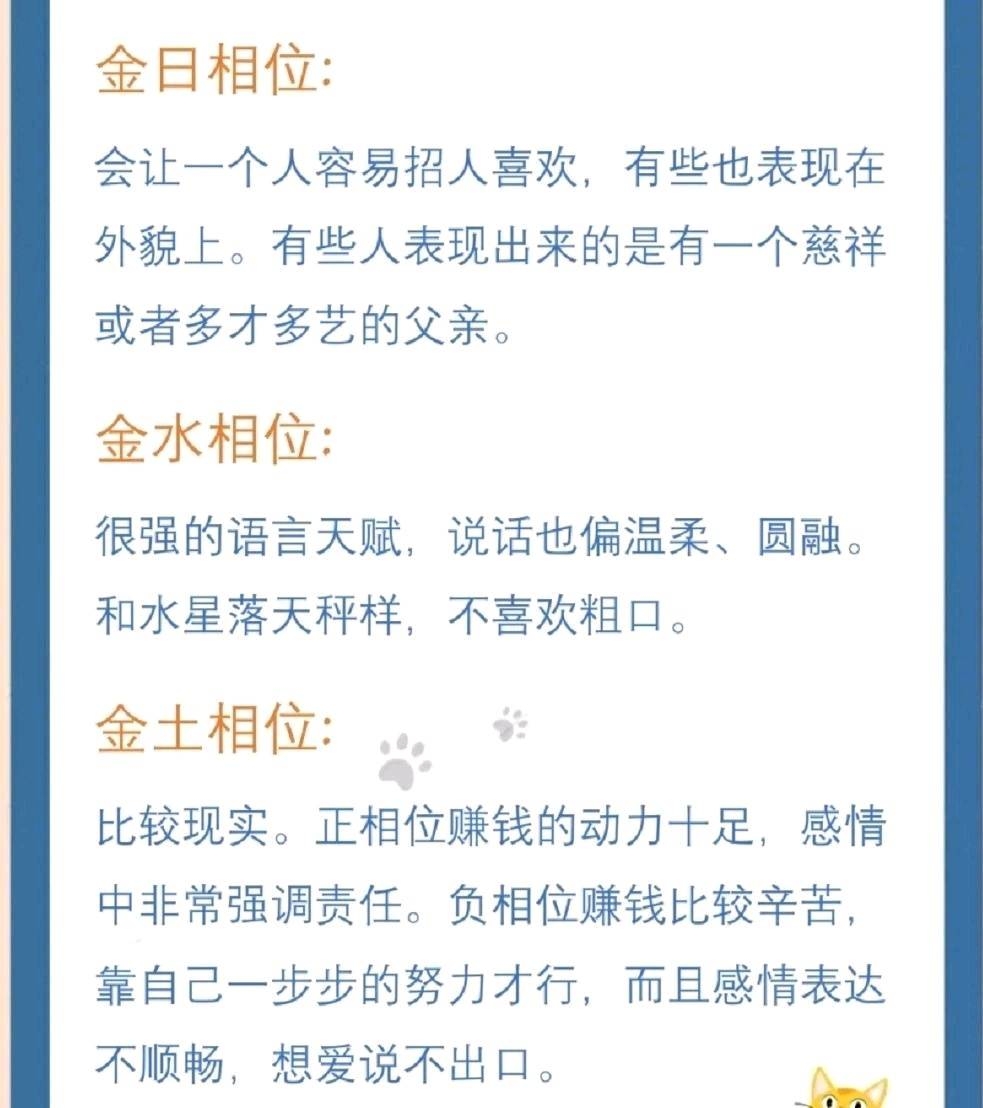 金日相位:
会让一个人容易招人喜欢，有些也表现在
外貌上。有些人表现出来的是有一个慈祥
或者多才多艺的父亲。
金水相位:
很强的语言天赋，说话也偏温柔、圆融。
和水星落天秤样，不喜欢粗口。
金土相位:
比较现实。正相位赚钱的动力十足，感情
中非常强调责任。负相位赚钱比较辛苦，
靠自己一步步的努力才行，而且感情表达
不顺畅，想爱说不出口。